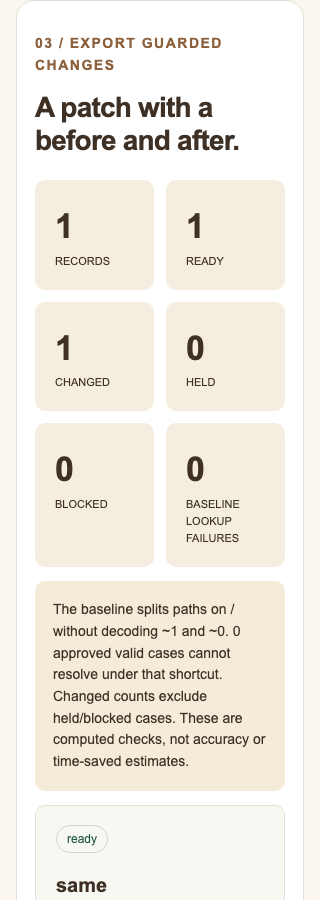 03 / EXPORT GUARDED
CHANGES
A patch with a
before and after.
1
RECORDS
1
READY
1
CHANGED
0
HELD
0
BLOCKED
0
BASELINE
LOOKUP
FAILURES
The baseline splits paths on /
without decoding ~1 and ~0. 0
approved valid cases cannot
resolve under that shortcut.
Changed counts exclude
held/blocked cases. These are
computed checks, not accuracy or
time-saved estimates.
ready
same